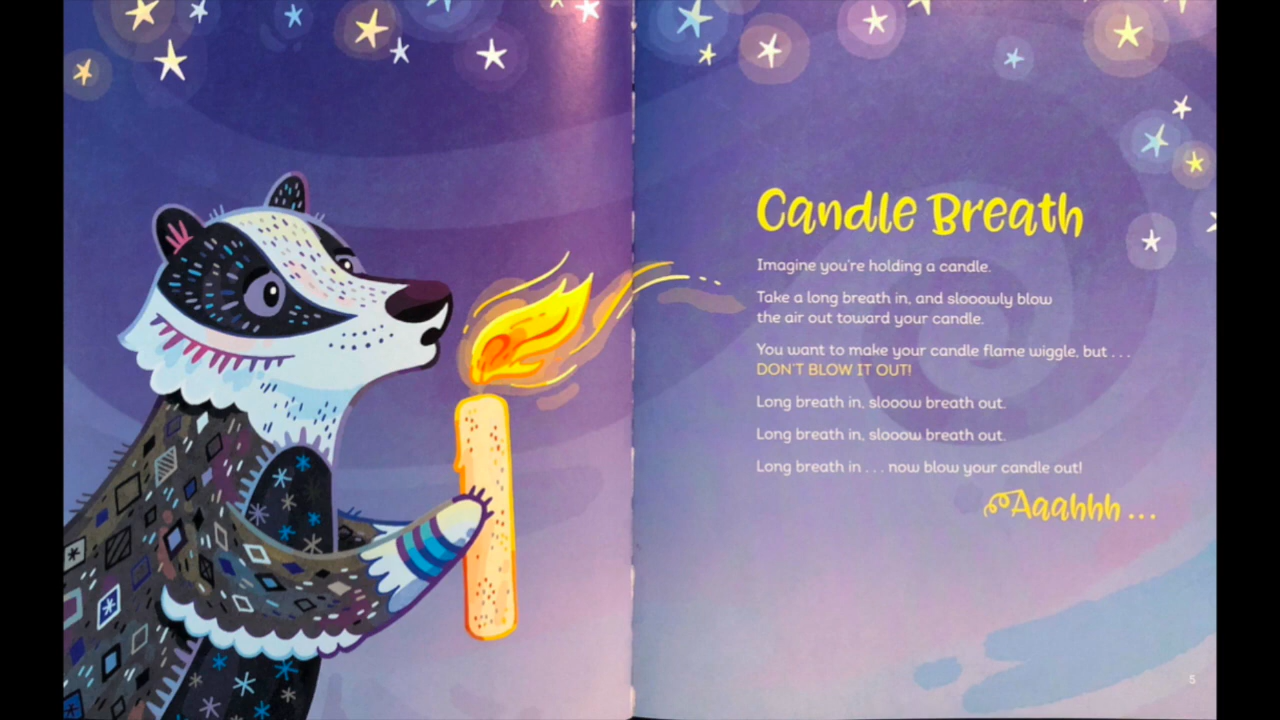 Candle Breath
Imagine you're holding a candle.
Take a long breath in, and slooowly blow
the air out toward your candle.
You want to make your candle flame wiggle, but . . .
DON'T BLOW IT OUT!
Long breath in, slooow breath out.
Long breath in, slooow breath out.
Long breath in . . . now blow your candle out!
Aaahhh . . .
5